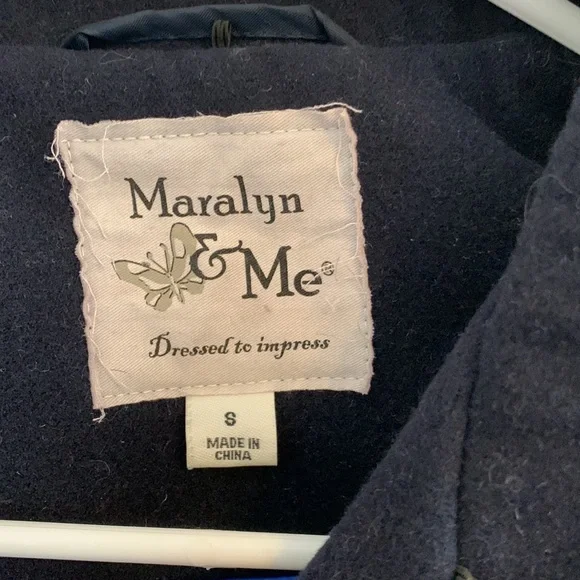 Maralyn
& Me®
Dressed to impress
S
MADE IN
CHINA